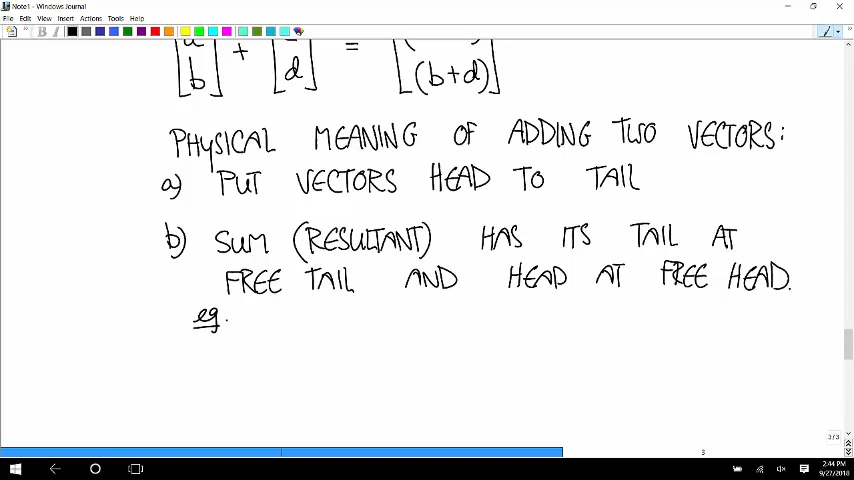 Note1 - Windows Journal
File Edit View Insert Actions Tools Help
B I
b + d = (b+d)
PHYSICAL MEANING OF ADDING TWO VECTORS:
a) PUT VECTORS HEAD TO TAIL
b) SUM (RESULTANT) HAS ITS TAIL AT
FREE TAIL AND HEAD AT FREE HEAD.
eg.
3/3
3
2:44 PM
9/27/2018